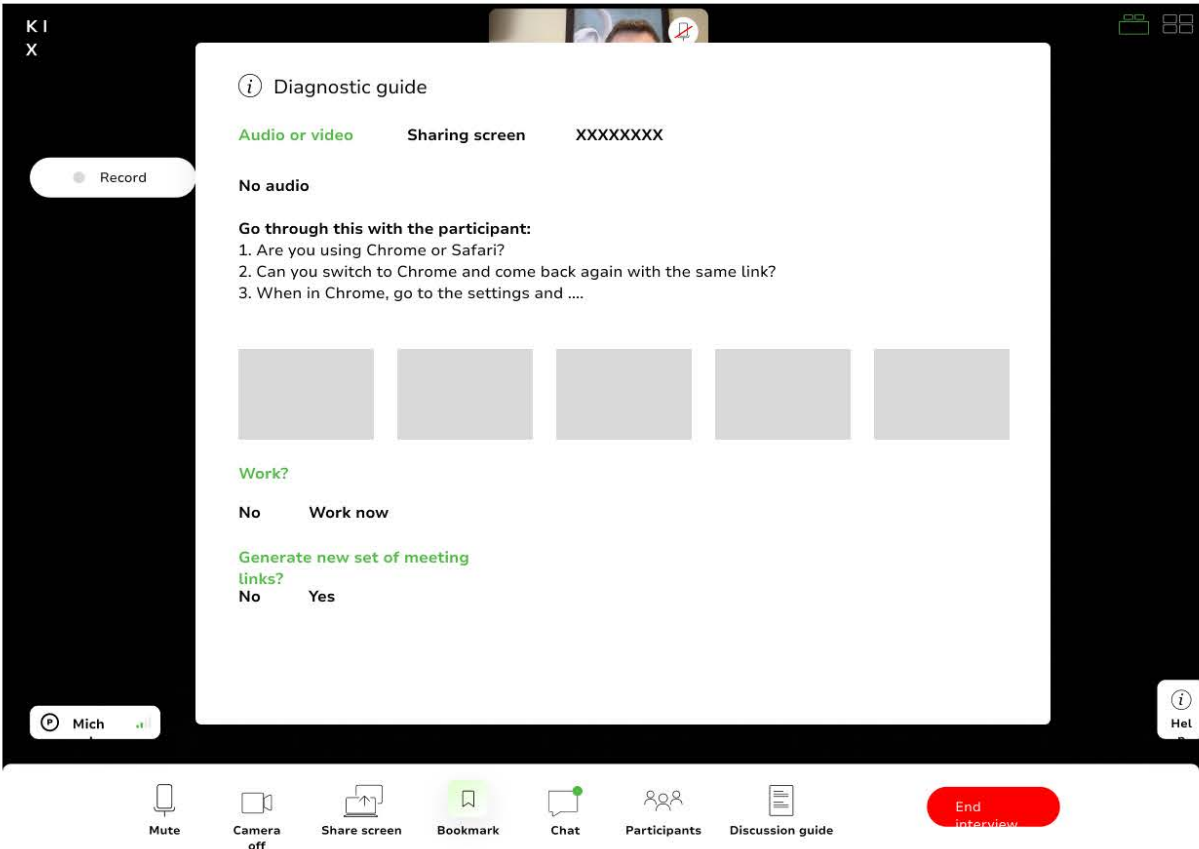 K I
X
Diagnostic guide
Audio or video Sharing screen XXXXXXXX
Record
No audio
Go through this with the participant:
1. Are you using Chrome or Safari?
2. Can you switch to Chrome and come back again with the same link?
3. When in Chrome, go to the settings and ....
Work?
No Work now
Generate new set of meeting
links?
No Yes
P Mich
Hel
Mute
Camera
off
Share screen
Bookmark
Chat
Participants
Discussion guide
End
interview